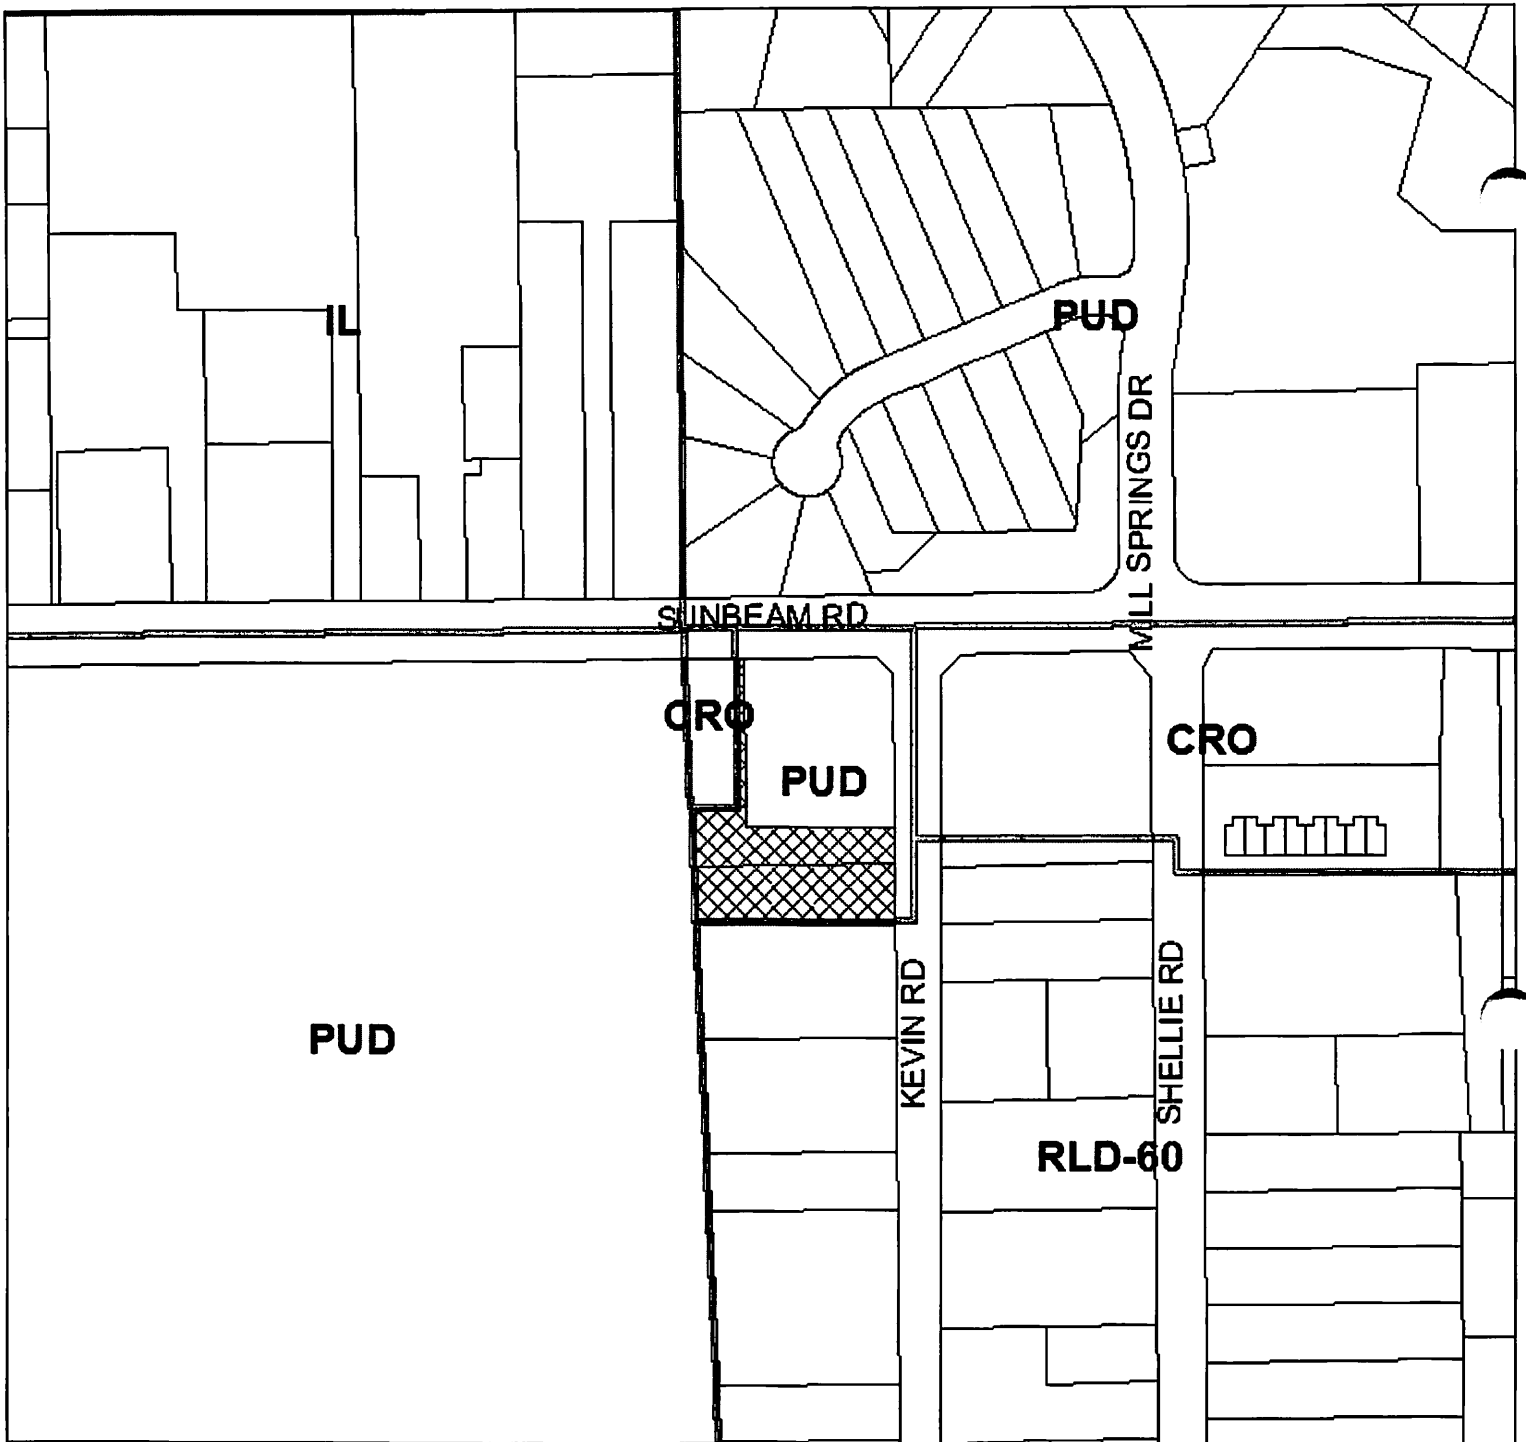 IL
PUD
MILL SPRINGS DR
SUNBEAM RD
CRO
CRO
PUD
PUD
KEVIN RD
SHELLIE RD
RLD-60